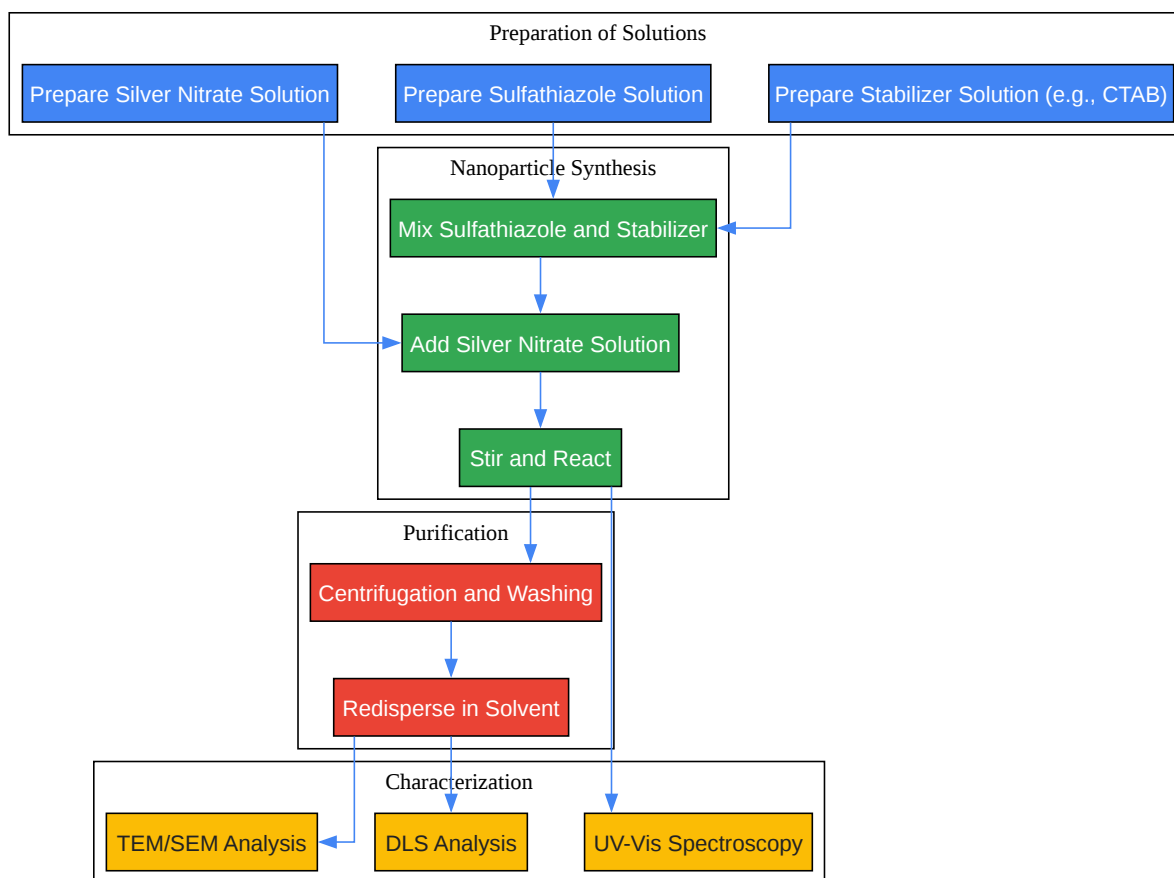 Preparation of Solutions
Prepare Silver Nitrate Solution
Prepare Sulfathiazole Solution
Prepare Stabilizer Solution (e.g., CTAB)
Nanoparticle Synthesis
Mix Sulfathiazole and Stabilizer
Add Silver Nitrate Solution
Stir and React
Purification
Centrifugation and Washing
Redisperse in Solvent
Characterization
TEM/SEM Analysis
DLS Analysis
UV-Vis Spectroscopy